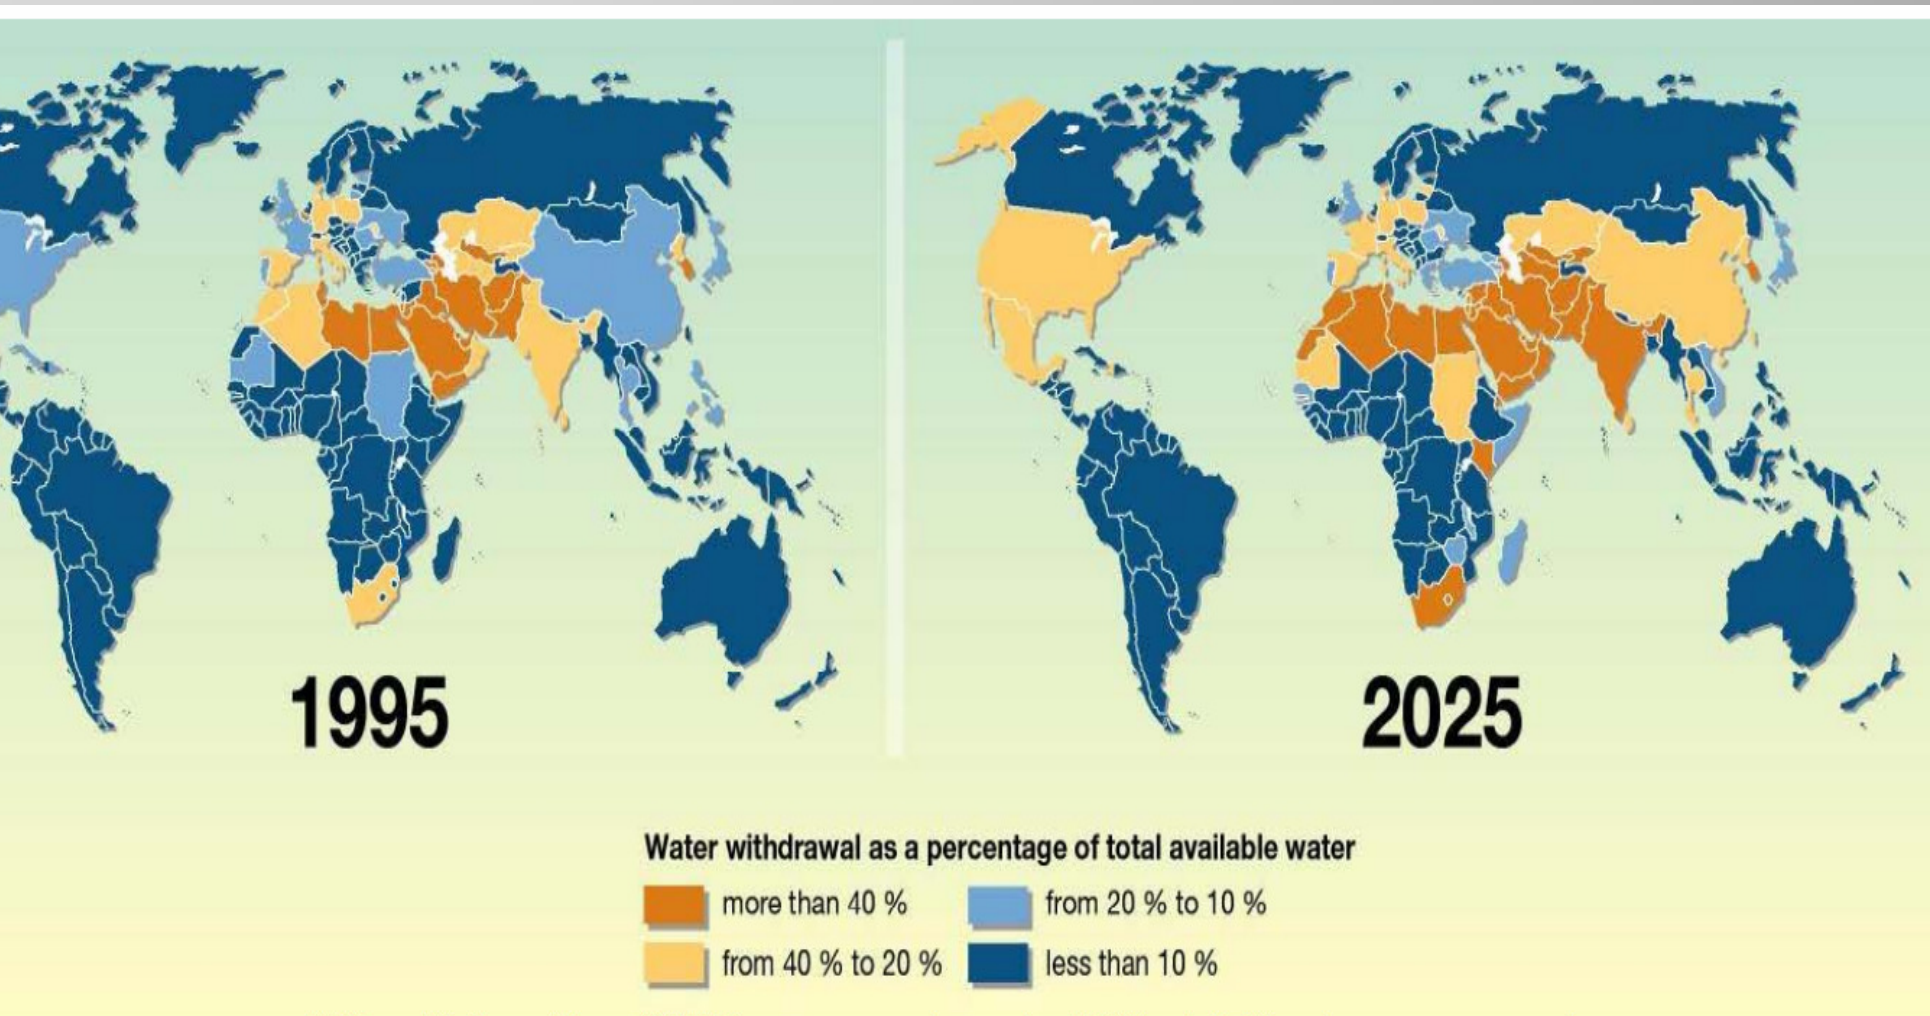 1995
2025
Water withdrawal as a percentage of total available water
more than 40 %
from 20 % to 10 %
from 40 % to 20 %
less than 10 %